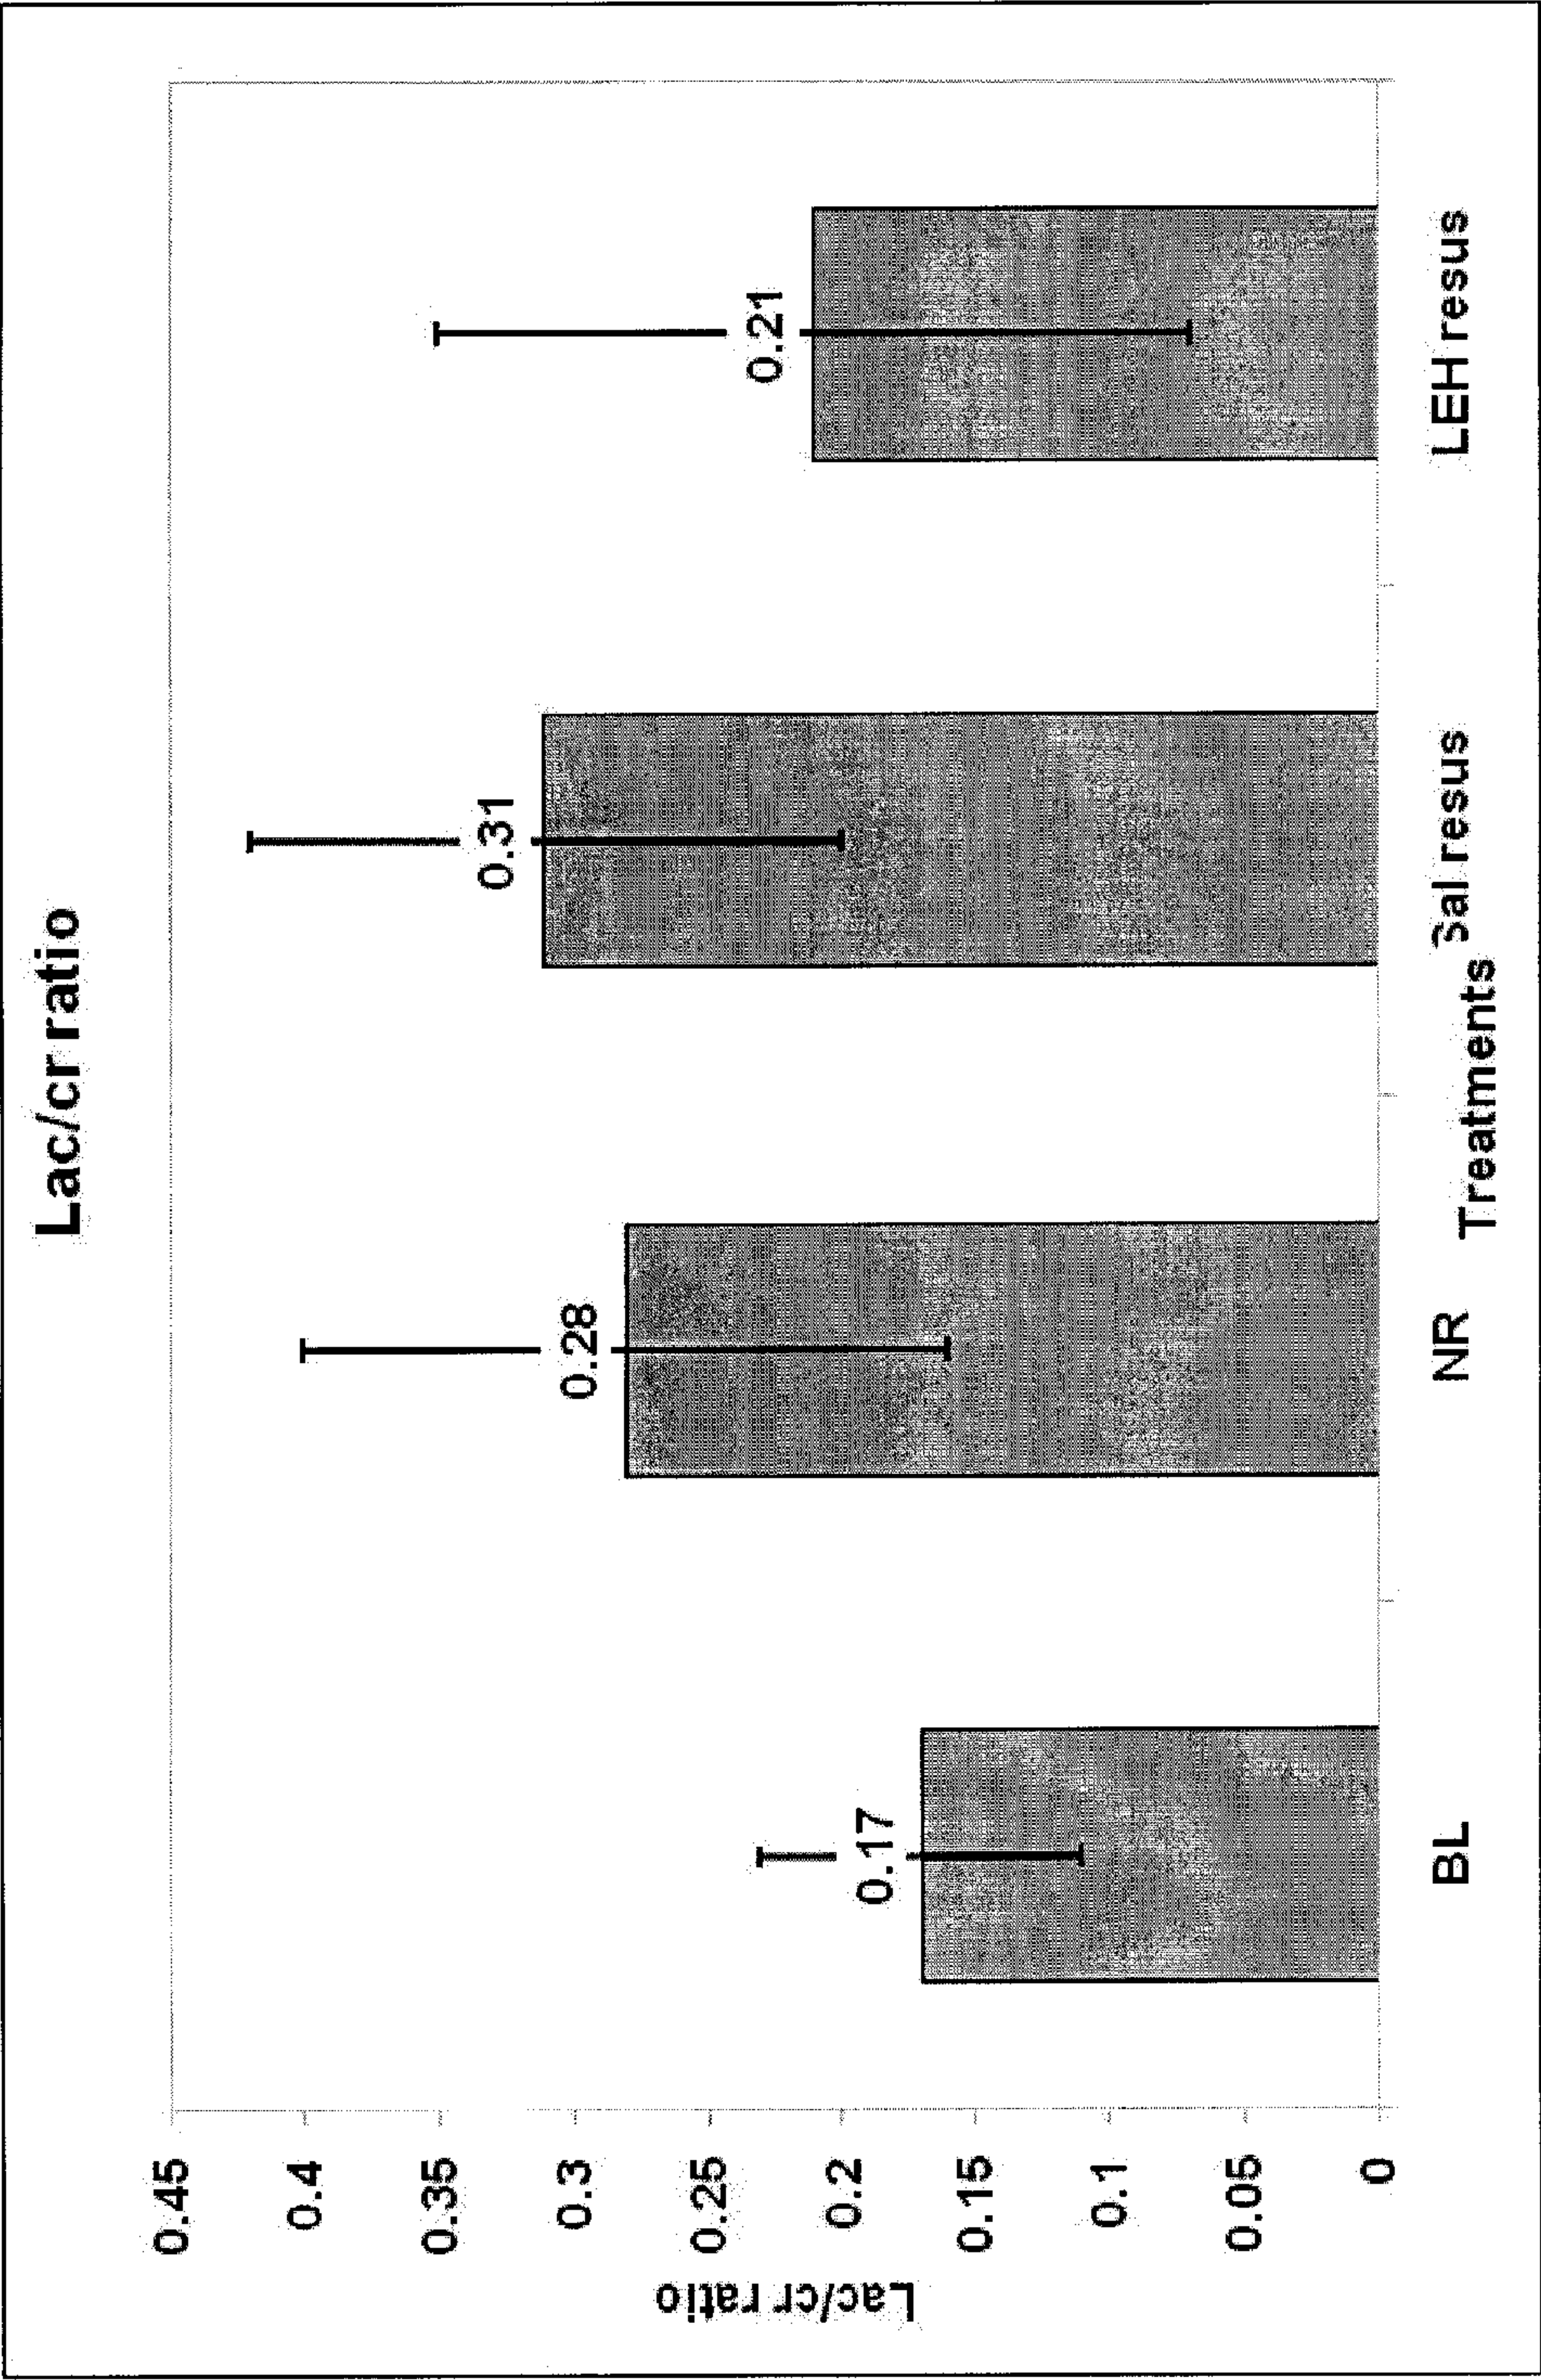 Lac/cr ratio
Lac/cr ratio
0.45
0.4
0.35
0.3
0.25
0.2
0.15
0.1
0.05
0
0.17
0.28
0.31
0.21
BL
NR
Sal resus
LEH resus
Treatments